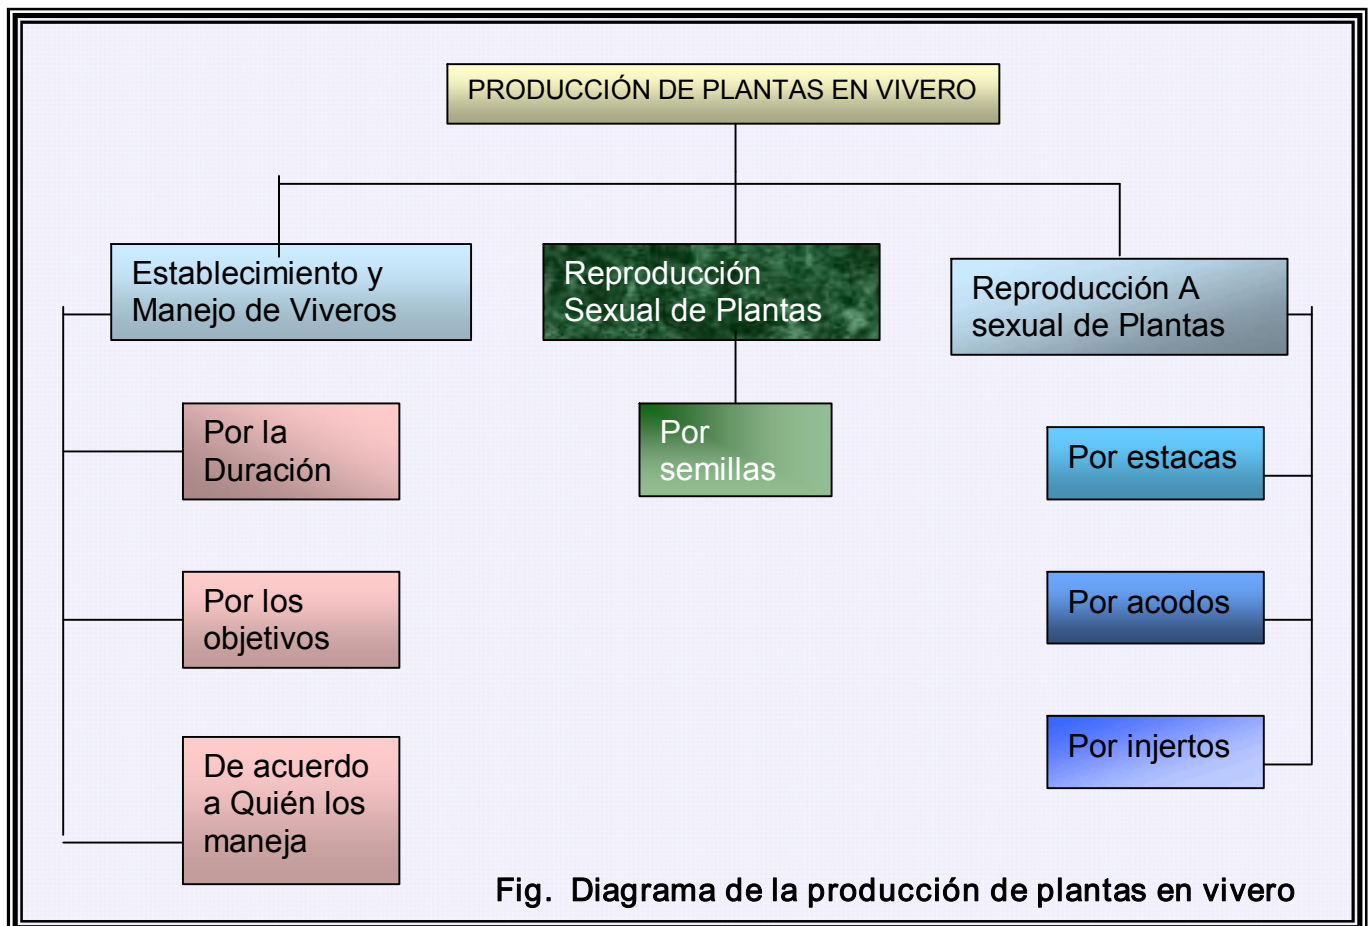 PRODUCCIÓN DE PLANTAS EN VIVERO
Establecimiento y
Manejo de Viveros
Por la
Duración
Por los
objetivos
De acuerdo
a Quién los
maneja
Reproducción
Sexual de Plantas
Por
semillas
Reproducción A
sexual de Plantas
Por estacas
Por acodos
Por injertos
Fig. Diagrama de la producción de plantas en vivero